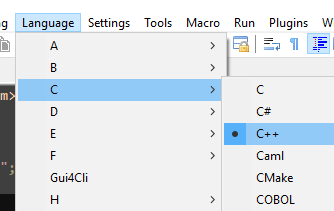 Language Settings Tools Macro Run Plugins
A
B
C
D
E
F
Gui4Cli
H
C
C#
C++
Caml
CMake
COBOL
m>
";